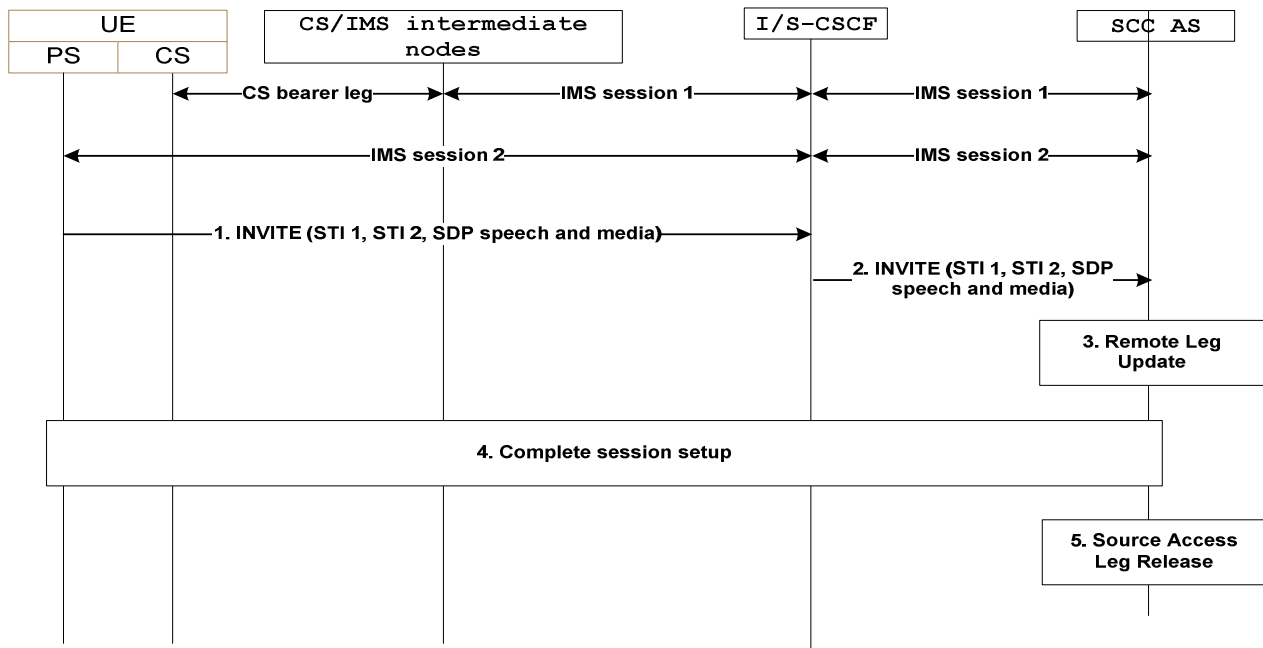 UE
PS
CS
CS/IMS intermediate
nodes
I/S-CSCF
SCC AS
CS bearer leg
IMS session 1
IMS session 1
IMS session 2
IMS session 2
1. INVITE (STI 1, STI 2, SDP speech and media)
2. INVITE (STI 1, STI 2, SDP
speech and media)
3. Remote Leg
Update
4. Complete session setup
5. Source Access
Leg Release